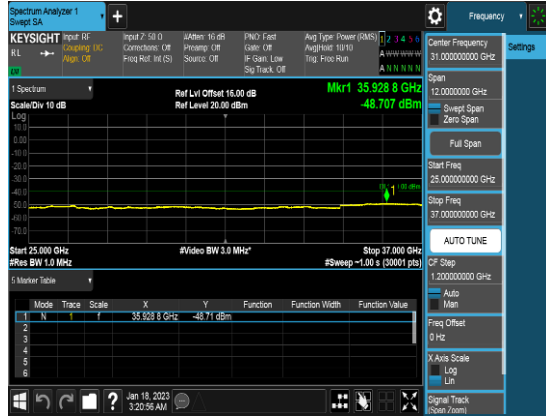 Spectrum Analyzer 1
Swept SA
Frequency
KEYSIGHT
RL
Input: RF
Coupling: DC
Align: Off
Input Z: 50 Ω
Corrections: Off
Freq Ref: Int (S)
#Atten: 16 dB
Preamp: Off
Source: Off
PNO: Fast
Gate: Off
IF Gain: Low
Sig Track: Off
Avg Type: Power (RMS)
Avg|Hold: 10/10
Trig: Free Run
1 2 3 4 5 6
A W W W W W
A N N N N N
1 Spectrum
Scale/Div 10 dB
Log
Ref Lvl Offset 16.00 dB
Ref Level 20.00 dBm
Mkr1 35.928 8 GHz
-48.707 dBm
10.0
0.00
-10.0
-20.0
-30.0
-40.0
-50.0
-60.0
-70.0
1
Start 25.000 GHz
#Res BW 1.0 MHz
#Video BW 3.0 MHz*
Stop 37.000 GHz
#Sweep ~1.00 s (30001 pts)
5 Marker Table
Mode Trace Scale X Y Function Function Width Function Value
1 N 1 f 35.928 8 GHz -48.71 dBm
2
3
4
5
6
Jan 18, 2023
3:20:56 AM
Center Frequency
31.000000000 GHz
Span
12.0000000 GHz
Swept Span
Zero Span
Full Span
Start Freq
25.000000000 GHz
Stop Freq
37.000000000 GHz
AUTO TUNE
CF Step
1.200000000 GHz
Auto
Man
Freq Offset
0 Hz
X Axis Scale
Log
Lin
Signal Track
(Span Zoom)
Settings